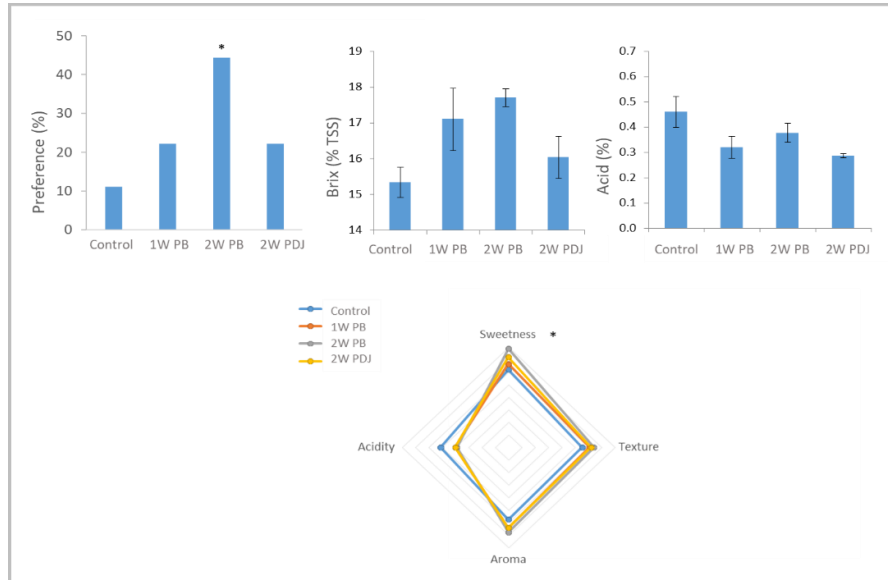 50
40
30
20
10
0
Preference (%)
*
Control 1W PB 2W PB 2W PDJ
19
18
17
16
15
14
Brix (% TSS)
Control 1W PB 2W PB 2W PDJ
0.7
0.6
0.5
0.4
0.3
0.2
0.1
0.0
Acid (%)
Control 1W PB 2W PB 2W PDJ
Control
1W PB
2W PB
2W PDJ
Sweetness *
Acidity
Texture
Aroma